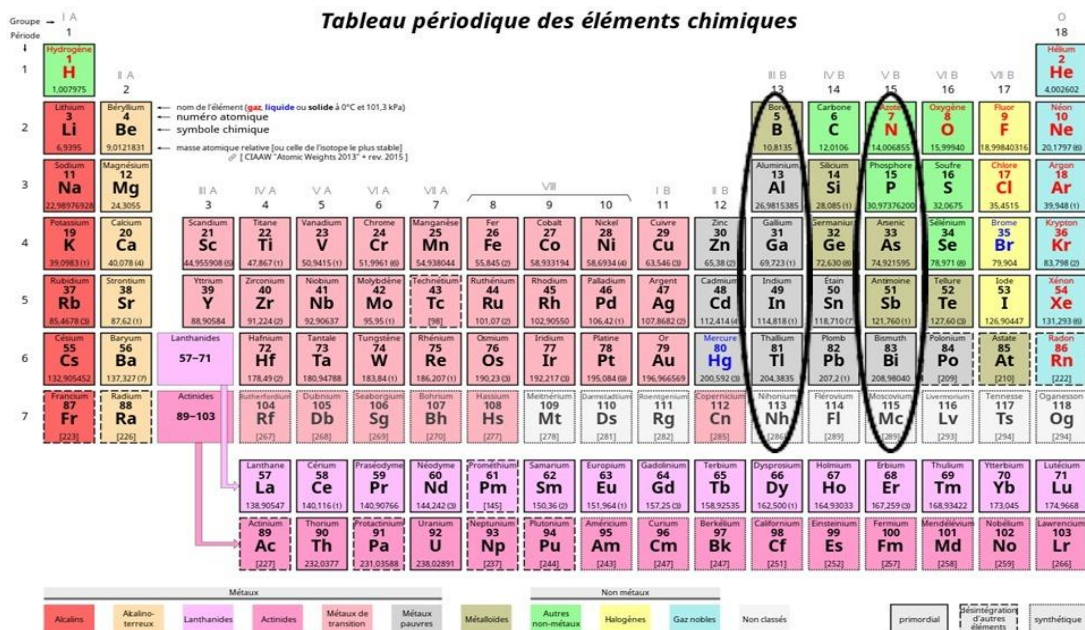 Tableau périodique des éléments chimiques
Groupe → I A O
1 18
Période
Hydrogène Hélium
1 2
1 H He
1,007975 4,002602
II A III B IV B V B VI B VII B
2 13 14 15 16 17
Lithium Béryllium Bore Carbone Azote Oxygène Fluor Néon
3 4 5 6 7 8 9 10
2 Li Be B C N O F Ne
6,9395 9,0121831 10,8135 12,0106 14,006855 15,99940 18,99840316 20,1797 (6)
nom de l'élément (gaz, liquide ou solide à 0°C et 101,3 kPa)
numéro atomique
symbole chimique
masse atomique relative [ou celle de l'isotope le plus stable]
[ CIAAW "Atomic Weights 2013" + rev. 2015 ]
Sodium Magnésium Aluminium Silicium Phosphore Soufre Chlore Argon
11 12 13 14 15 16 17 18
3 Na Mg Al Si P S Cl Ar
22,98976928 24,3055 26,9815385 28,085 (1) 30,97376200 32,0675 35,4515 39,948 (1)
III A IV A V A VI A VII A VIII I B II B
3 4 5 6 7 8 9 10 11 12
Potassium Calcium Scandium Titane Vanadium Chrome Manganèse Fer Cobalt Nickel Cuivre Zinc Gallium Germanium Arsenic Sélénium Brome Krypton
19 20 21 22 23 24 25 26 27 28 29 30 31 32 33 34 35 36
4 K Ca Sc Ti V Cr Mn Fe Co Ni Cu Zn Ga Ge As Se Br Kr
39,0983 (1) 40,078 (4) 44,955908 (5) 47,867 (1) 50,9415 (1) 51,9961 (6) 54,938044 55,845 (2) 58,933194 58,6934 (4) 63,546 (3) 65,38 (2) 69,723 (1) 72,630 (8) 74,921595 78,971 (8) 79,904 83,798 (2)
Rubidium Strontium Yttrium Zirconium Niobium Molybdène Technétium Ruthénium Rhodium Palladium Argent Cadmium Indium Étain Antimoine Tellure Iode Xénon
37 38 39 40 41 42 43 44 45 46 47 48 49 50 51 52 53 54
5 Rb Sr Y Zr Nb Mo Tc Ru Rh Pd Ag Cd In Sn Sb Te I Xe
85,4678 (3) 87,62 (1) 88,90584 91,224 (2) 92,90637 95,95 (1) [98] 101,07 (2) 102,90550 106,42 (1) 107,8682 (2) 112,414 (4) 114,818 (1) 118,710 (7) 121,760 (1) 127,60 (3) 126,90447 131,293 (6)
Césium Baryum Lanthanides Hafnium Tantale Tungstène Rhénium Osmium Iridium Platine Or Mercure Thallium Plomb Bismuth Polonium Astate Radon
55 56 57–71 72 73 74 75 76 77 78 79 80 81 82 83 84 85 86
6 Cs Ba Hf Ta W Re Os Ir Pt Au Hg Tl Pb Bi Po At Rn
132,905452 137,327 (7) 178,49 (2) 180,94788 183,84 (1) 186,207 (1) 190,23 (3) 192,217 (3) 195,084 (9) 196,966569 200,592 (3) 204,3835 207,2 (1) 208,98040 [209] [210] [222]
Francium Radium Actinides Rutherfordium Dubnium Seaborgium Bohrium Hassium Meitnérium Darmstadtium Roentgenium Copernicium Nihonium Flérovium Moscovium Livermorium Tennesse Oganesson
87 88 89–103 104 105 106 107 108 109 110 111 112 113 114 115 116 117 118
7 Fr Ra Rf Db Sg Bh Hs Mt Ds Rg Cn Nh Fl Mc Lv Ts Og
[223] [226] [267] [268] [269] [270] [277] [278] [281] [282] [285] [286] [289] [289] [293] [294] [294]
Lanthane Cérium Praséodyme Néodyme Prométhium Samarium Europium Gadolinium Terbium Dysprosium Holmium Erbium Thulium Ytterbium Lutécium
57 58 59 60 61 62 63 64 65 66 67 68 69 70 71
La Ce Pr Nd Pm Sm Eu Gd Tb Dy Ho Er Tm Yb Lu
138,90547 140,116 (1) 140,90766 144,242 (3) [145] 150,36 (2) 151,964 (1) 157,25 (3) 158,92535 162,500 (1) 164,93033 167,259 (3) 168,93422 173,045 174,9668
Actinium Thorium Protactinium Uranium Neptunium Plutonium Américium Curium Berkélium Californium Einsteinium Fermium Mendélévium Nobélium Lawrencium
89 90 91 92 93 94 95 96 97 98 99 100 101 102 103
Ac Th Pa U Np Pu Am Cm Bk Cf Es Fm Md No Lr
[227] 232,0377 231,03588 238,02891 [237] [244] [243] [247] [247] [251] [252] [257] [258] [259] [266]
Métaux Non métaux
Alcalins Alcalino-terreux Lanthanides Actinides Métaux de transition Métaux pauvres Métalloïdes Autres non-métaux Halogènes Gaz nobles Non classés primordial désintégration d'autres éléments synthétique